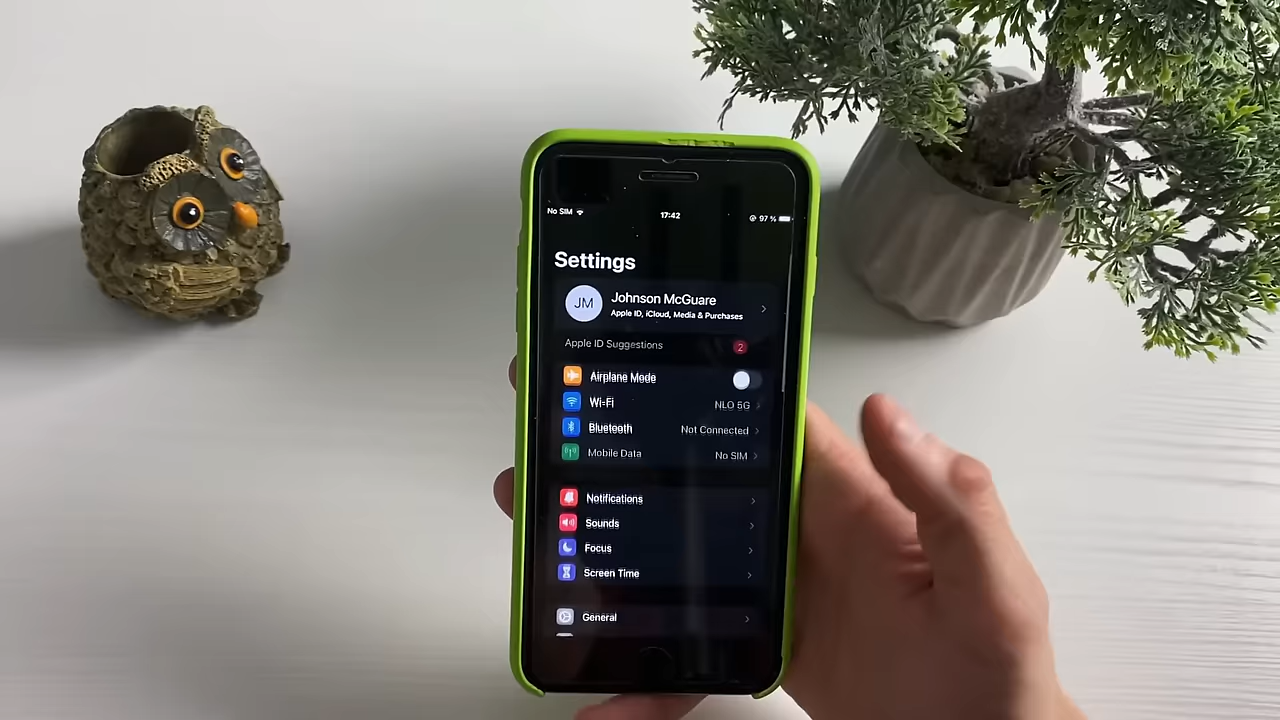 No SIM 17:42 97 %
Settings
JM
Johnson McGuare
Apple ID, iCloud, Media & Purchases
Apple ID Suggestions 2
Airplane Mode
Wi-Fi NLO 5G
Bluetooth Not Connected
Mobile Data No SIM
Notifications
Sounds
Focus
Screen Time
General